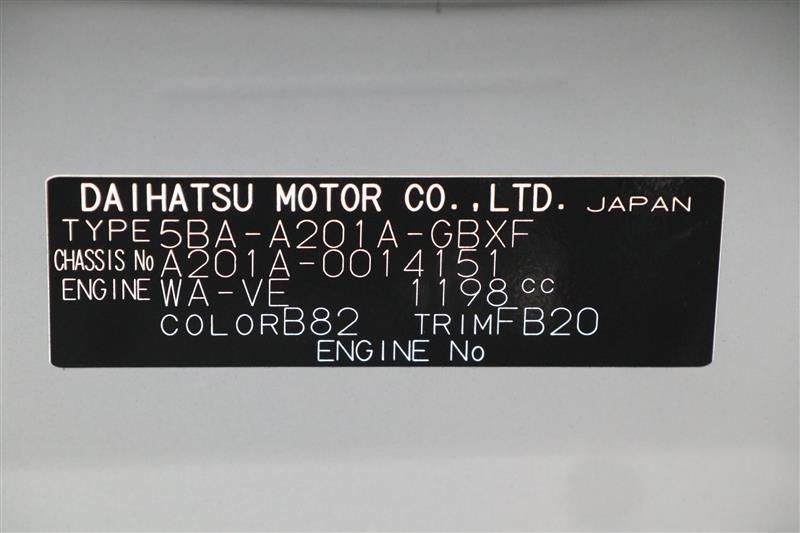 DAIHATSU MOTOR CO.,LTD. JAPAN
TYPE 5BA-A201A-GBXF
CHASSIS No A201A-0014151
ENGINE WA-VE 1198 CC
COLOR B82 TRIM FB20
ENGINE No